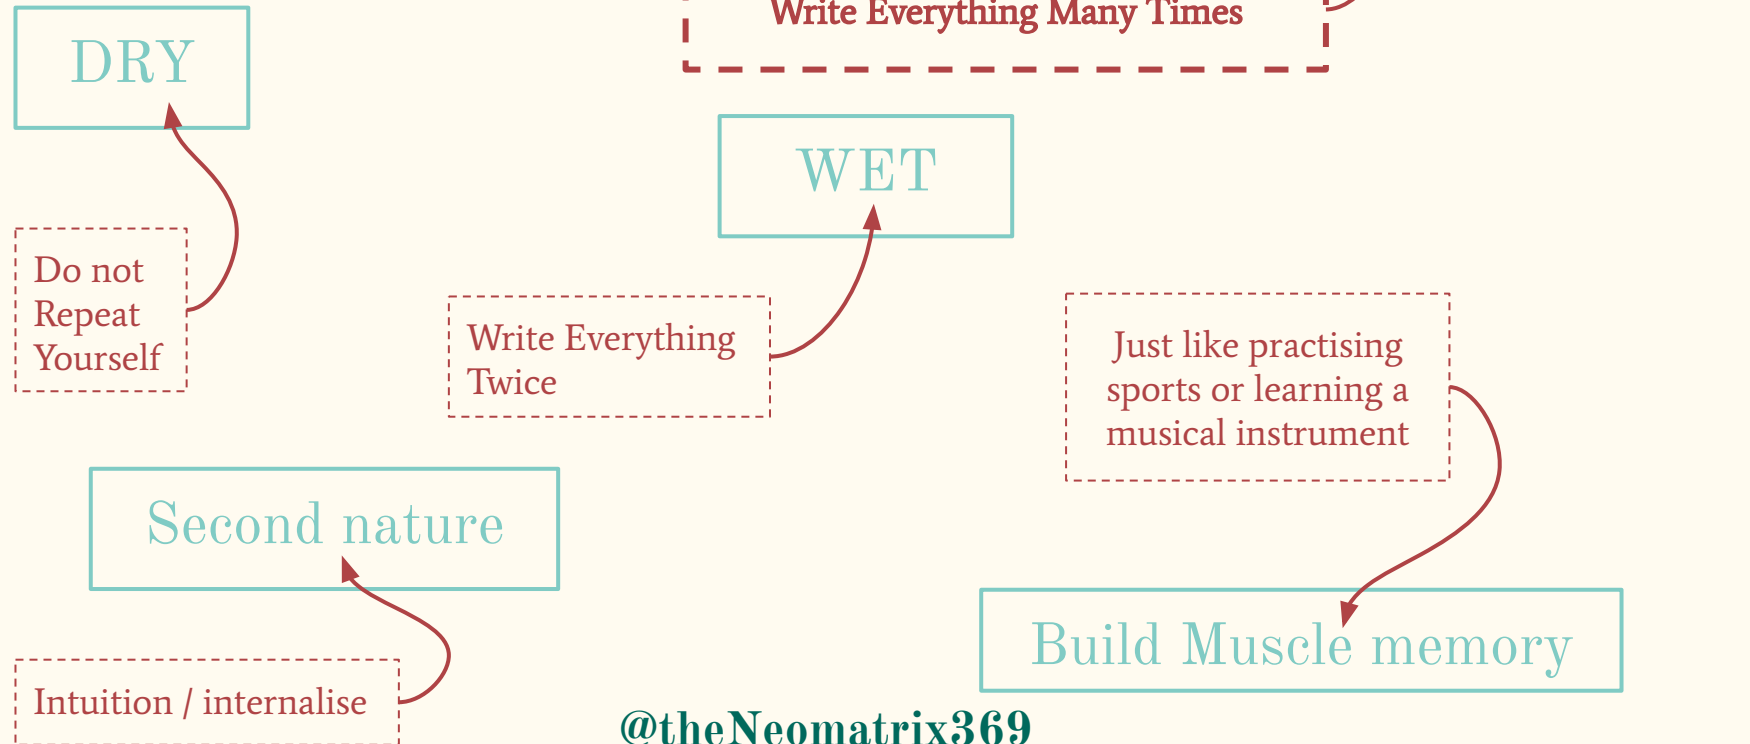 Write Everything Many Times
DRY
WET
Do not
Repeat
Yourself
Write Everything
Twice
Just like practising
sports or learning a
musical instrument
Second nature
Build Muscle memory
Intuition / internalise
@theNeomatrix369